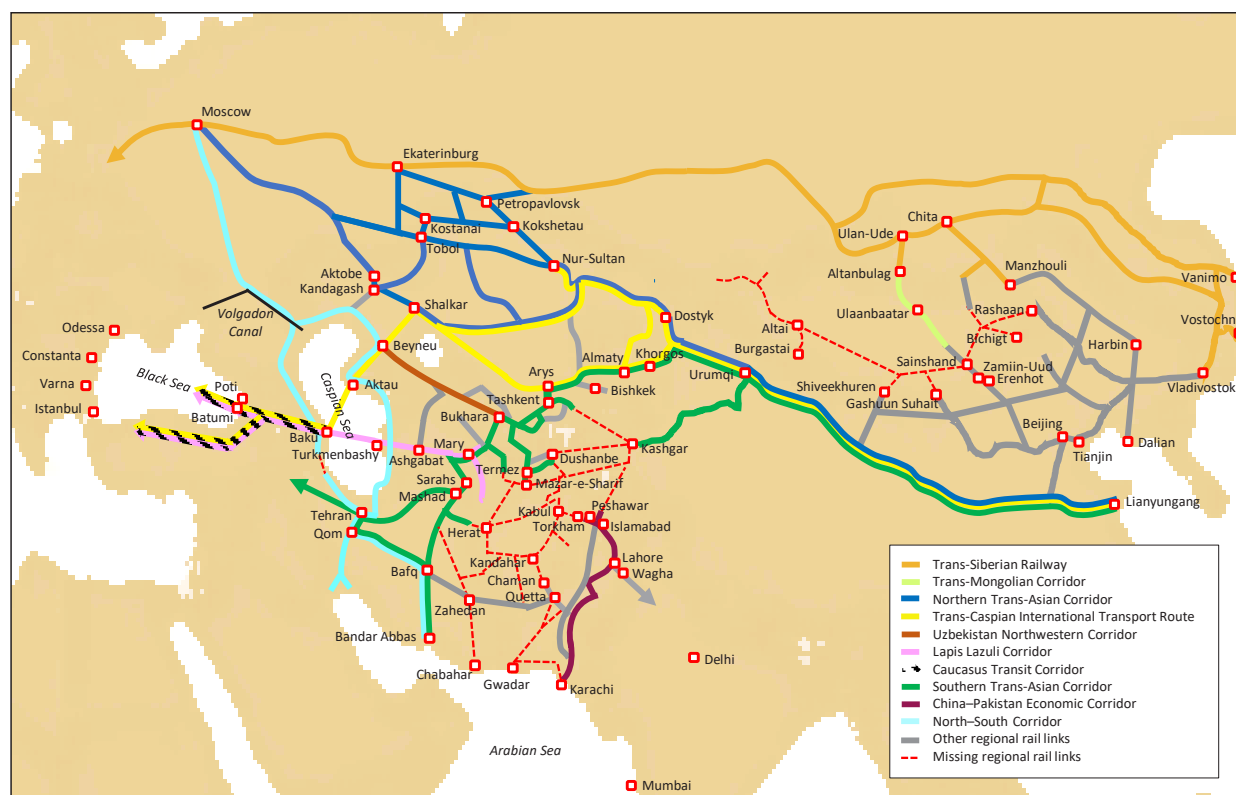 Moscow
Ekaterinburg
Petropavlovsk
Kostanai
Kokshetau
Tobol
Chita
Ulan-Ude
Nur-Sultan
Aktobe
Kandagash
Altanbulag
Manzhouli
Vanimo
Shalkar
Volgadon
Canal
Ulaanbaatar
Rashaan
Dostyk
Vostochn
Odessa
Altai
Bichigt
Beyneu
Burgastai
Harbin
Constanta
Almaty
Khorgos
Sainshand
Zamiin-Uud
Erenhot
Black Sea
Poti
Caspian Sea
Aktau
Arys
Bishkek
Urumqi
Shiveekhuren
Gashuun Suhait
Vladivostok
Varna
Istanbul
Batumi
Tashkent
Bukhara
Baku
Turkmenbashy
Ashgabat
Mary
Kashgar
Beijing
Tianjin
Dalian
Dushanbe
Termez
Sarahs
Mashad
Mazar-e-Sharif
Kabul
Peshawar
Tehran
Torkham
Islamabad
Lianyungang
Qom
Herat
Kandahar
Lahore
Bafq
Chaman
Wagha
Quetta
Zahedan
Bandar Abbas
Delhi
Chabahar
Gwadar
Karachi
Arabian Sea
Mumbai
Trans-Siberian Railway
Trans-Mongolian Corridor
Northern Trans-Asian Corridor
Trans-Caspian International Transport Route
Uzbekistan Northwestern Corridor
Lapis Lazuli Corridor
Caucasus Transit Corridor
Southern Trans-Asian Corridor
China–Pakistan Economic Corridor
North–South Corridor
Other regional rail links
Missing regional rail links